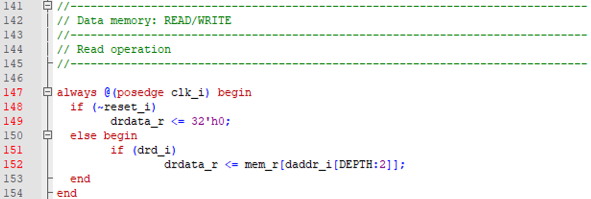 141 //------------------------------------------------------------------------------
142 // Data memory: READ/WRITE
143 //------------------------------------------------------------------------------
144 // Read operation
145 //------------------------------------------------------------------------------
146
147 always @(posedge clk_i) begin
148 if (~reset_i)
149 drdata_r <= 32'h0;
150 else begin
151 if (drd_i)
152 drdata_r <= mem_r[daddr_i[DEPTH:2]];
153 end
154 end